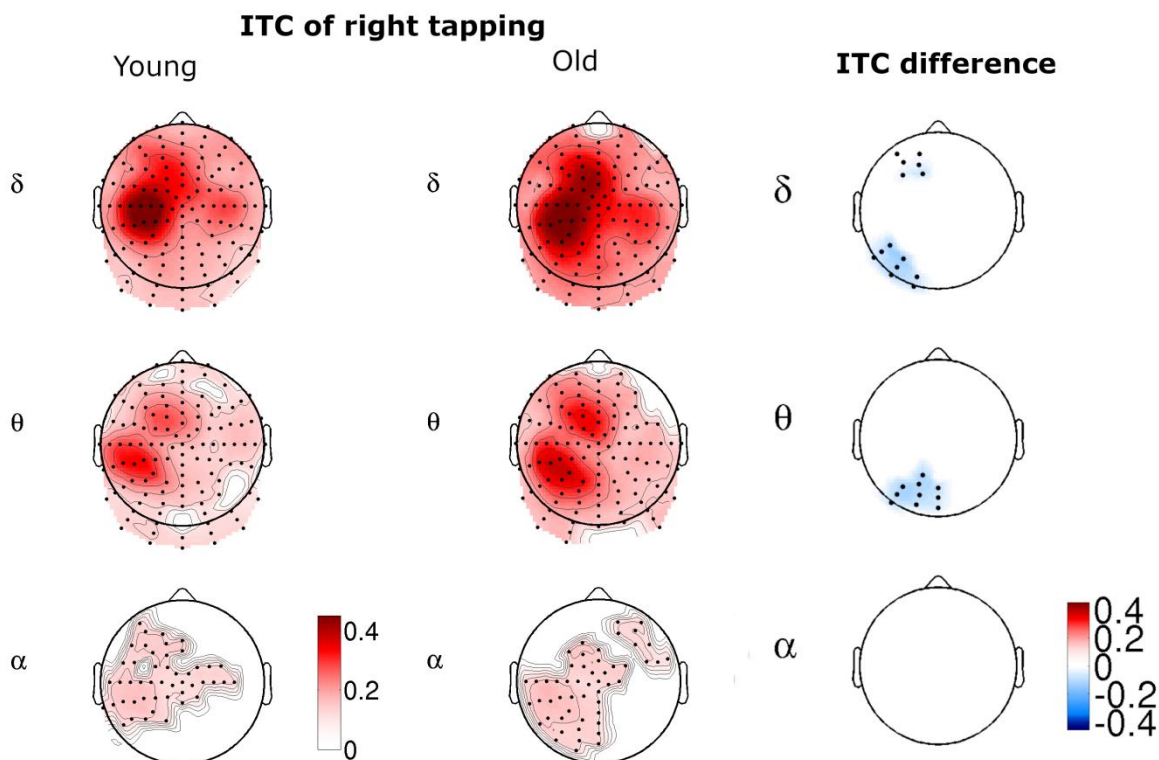 ITC of right tapping
Young
Old
ITC difference
δ
δ
δ
θ
θ
θ
α
0.4
0.2
0
α
α
0.4
0.2
0
-0.2
-0.4